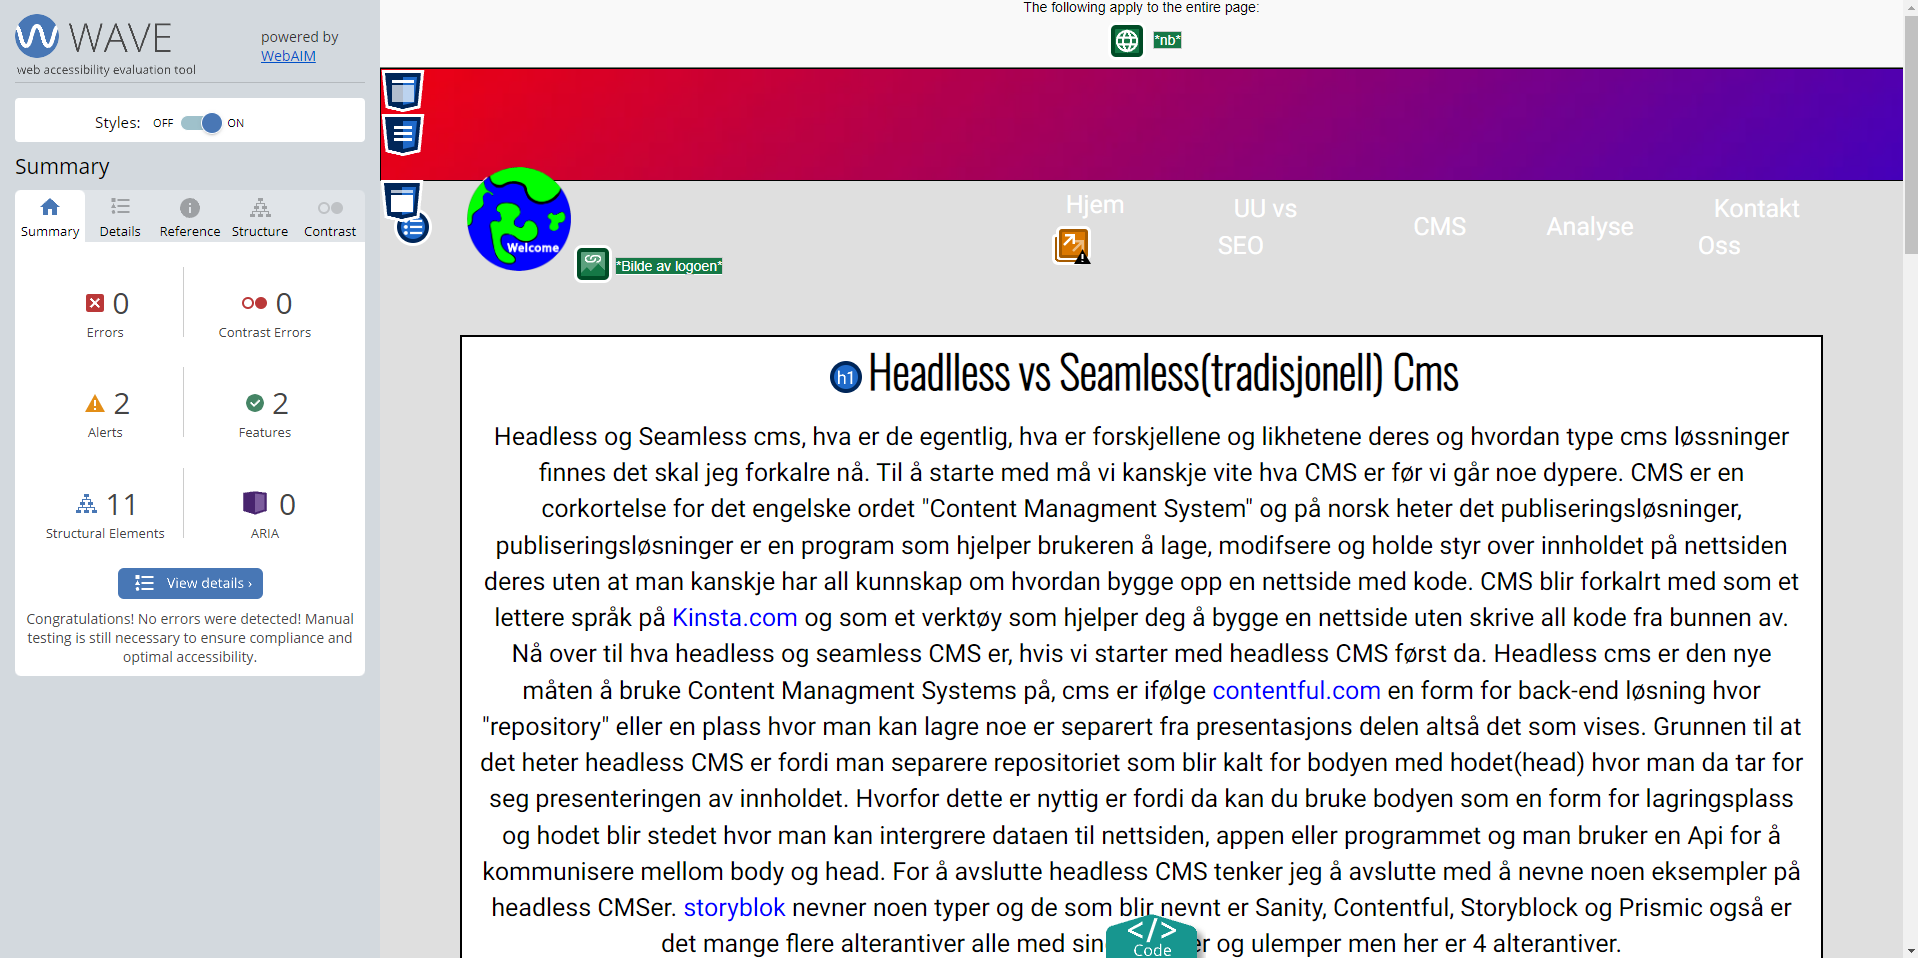 WAVE
powered by
WebAIM
web accessibility evaluation tool
Styles: OFF ON
Summary
Summary Details Reference Structure Contrast
0
Errors
0
Contrast Errors
2
Alerts
2
Features
11
Structural Elements
0
ARIA
View details ›
Congratulations! No errors were detected! Manual
testing is still necessary to ensure compliance and
optimal accessibility.
The following apply to the entire page:
*nb*
Welcome
*Bilde av logoen*
Hjem
UU vs
SEO
CMS
Analyse
Kontakt
Oss
h1 Headlless vs Seamless(tradisjonell) Cms
Headless og Seamless cms, hva er de egentlig, hva er forskjellene og likhetene deres og hvordan type cms løssninger
finnes det skal jeg forkalre nå. Til å starte med må vi kanskje vite hva CMS er før vi går noe dypere. CMS er en
corkortelse for det engelske ordet "Content Managment System" og på norsk heter det publiseringsløsninger,
publiseringsløsninger er en program som hjelper brukeren å lage, modifsere og holde styr over innholdet på nettsiden
deres uten at man kanskje har all kunnskap om hvordan bygge opp en nettside med kode. CMS blir forkalrt med som et
lettere språk på Kinsta.com og som et verktøy som hjelper deg å bygge en nettside uten skrive all kode fra bunnen av.
Nå over til hva headless og seamless CMS er, hvis vi starter med headless CMS først da. Headless cms er den nye
måten å bruke Content Managment Systems på, cms er ifølge contentful.com en form for back-end løsning hvor
"repository" eller en plass hvor man kan lagre noe er separert fra presentasjons delen altså det som vises. Grunnen til at
det heter headless CMS er fordi man separere repositoriet som blir kalt for bodyen med hodet(head) hvor man da tar for
seg presenteringen av innholdet. Hvorfor dette er nyttig er fordi da kan du bruke bodyen som en form for lagringsplass
og hodet blir stedet hvor man kan intergrere dataen til nettsiden, appen eller programmet og man bruker en Api for å
kommunisere mellom body og head. For å avslutte headless CMS tenker jeg å avslutte med å nevne noen eksempler på
headless CMSer. storyblok nevner noen typer og de som blir nevnt er Sanity, Contentful, Storyblock og Prismic også er
det mange flere alterantiver alle med sin og ulemper men her er 4 alterantiver.
</> Code